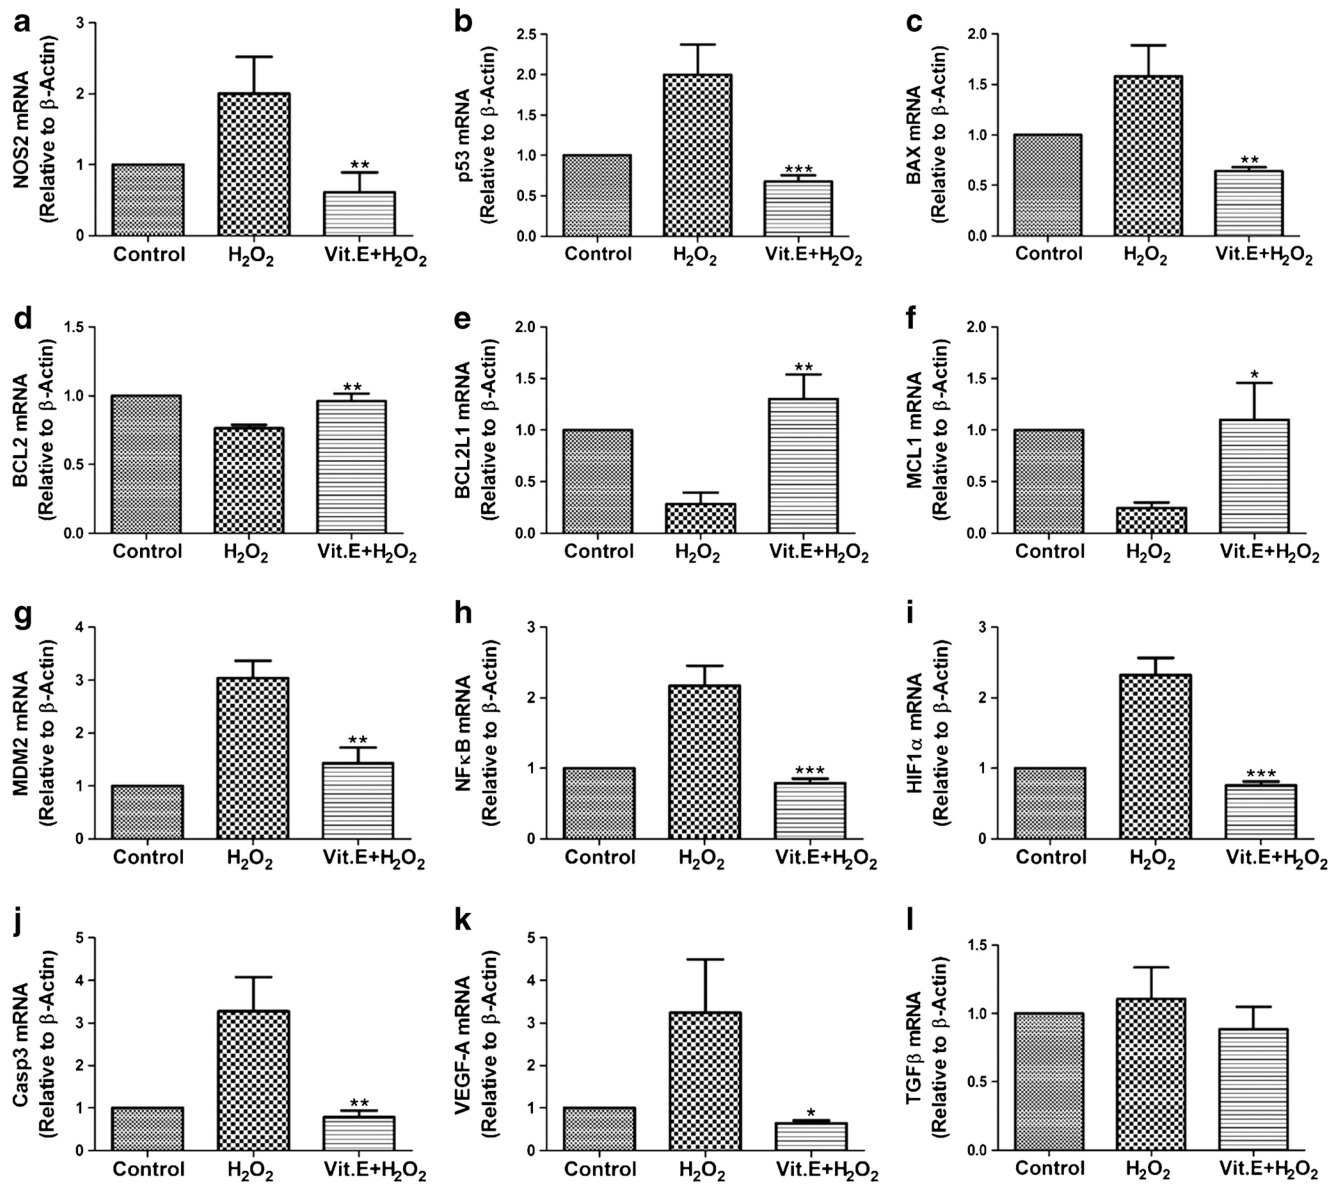 a
NOS2 mRNA
(Relative to β-Actin)
3
2
1
0
**
Control
H₂O₂
Vit.E+H₂O₂
b
p53 mRNA
(Relative to β-Actin)
2.5
2.0
1.5
1.0
0.5
0.0
***
Control
H₂O₂
Vit.E+H₂O₂
c
BAX mRNA
(Relative to β-Actin)
2.0
1.5
1.0
0.5
0.0
**
Control
H₂O₂
Vit.E+H₂O₂
d
BCL2 mRNA
(Relative to β-Actin)
1.5
1.0
0.5
0.0
**
Control
H₂O₂
Vit.E+H₂O₂
e
BCL2L1 mRNA
(Relative to β-Actin)
2.0
1.5
1.0
0.5
0.0
**
Control
H₂O₂
Vit.E+H₂O₂
f
MCL1 mRNA
(Relative to β-Actin)
2.0
1.5
1.0
0.5
0.0
*
Control
H₂O₂
Vit.E+H₂O₂
g
MDM2 mRNA
(Relative to β-Actin)
4
3
2
1
0
**
Control
H₂O₂
Vit.E+H₂O₂
h
NFκB mRNA
(Relative to β-Actin)
3
2
1
0
***
Control
H₂O₂
Vit.E+H₂O₂
i
HIF1α mRNA
(Relative to β-Actin)
3
2
1
0
***
Control
H₂O₂
Vit.E+H₂O₂
j
Casp3 mRNA
(Relative to β-Actin)
5
4
3
2
1
0
**
Control
H₂O₂
Vit.E+H₂O₂
k
VEGF-A mRNA
(Relative to β-Actin)
5
4
3
2
1
0
*
Control
H₂O₂
Vit.E+H₂O₂
l
TGFβ mRNA
(Relative to β-Actin)
1.5
1.0
0.5
0.0
Control
H₂O₂
Vit.E+H₂O₂